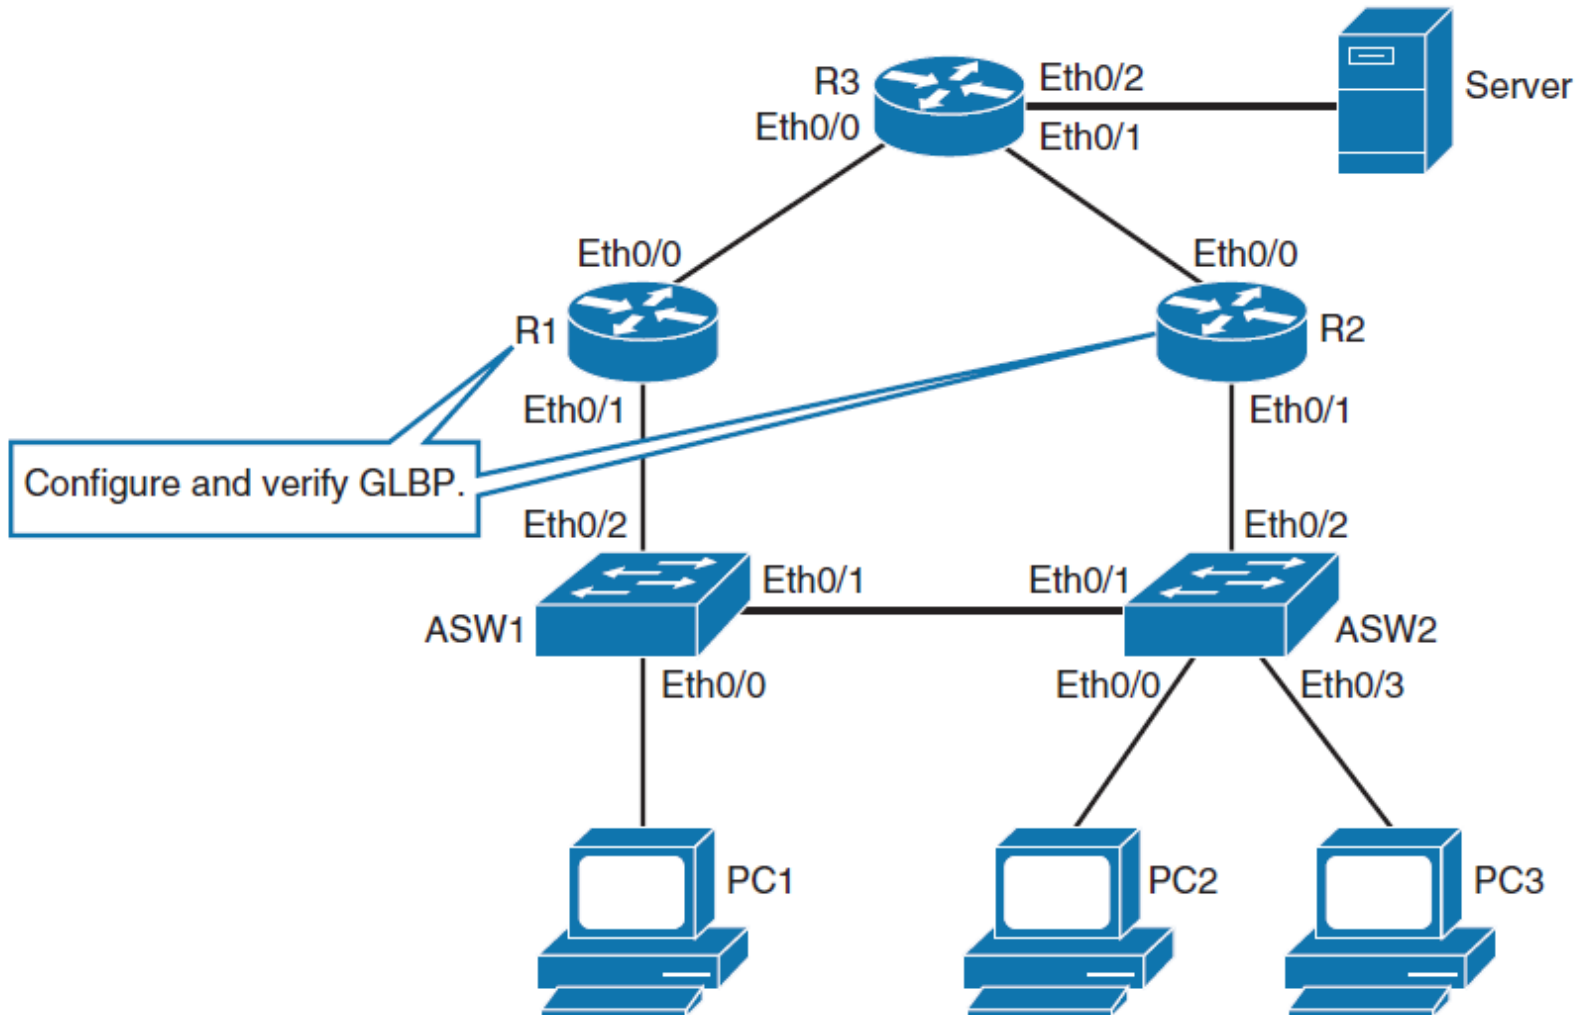 R3
Eth0/2
Server
Eth0/0
Eth0/1
Eth0/0
Eth0/0
R1
R2
Eth0/1
Eth0/1
Configure and verify GLBP.
Eth0/2
Eth0/2
Eth0/1
Eth0/1
ASW1
ASW2
Eth0/0
Eth0/0
Eth0/3
PC1
PC2
PC3